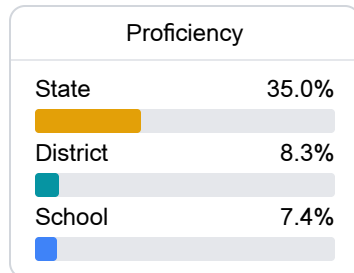 Proficiency
State 35.0%
District 8.3%
School 7.4%